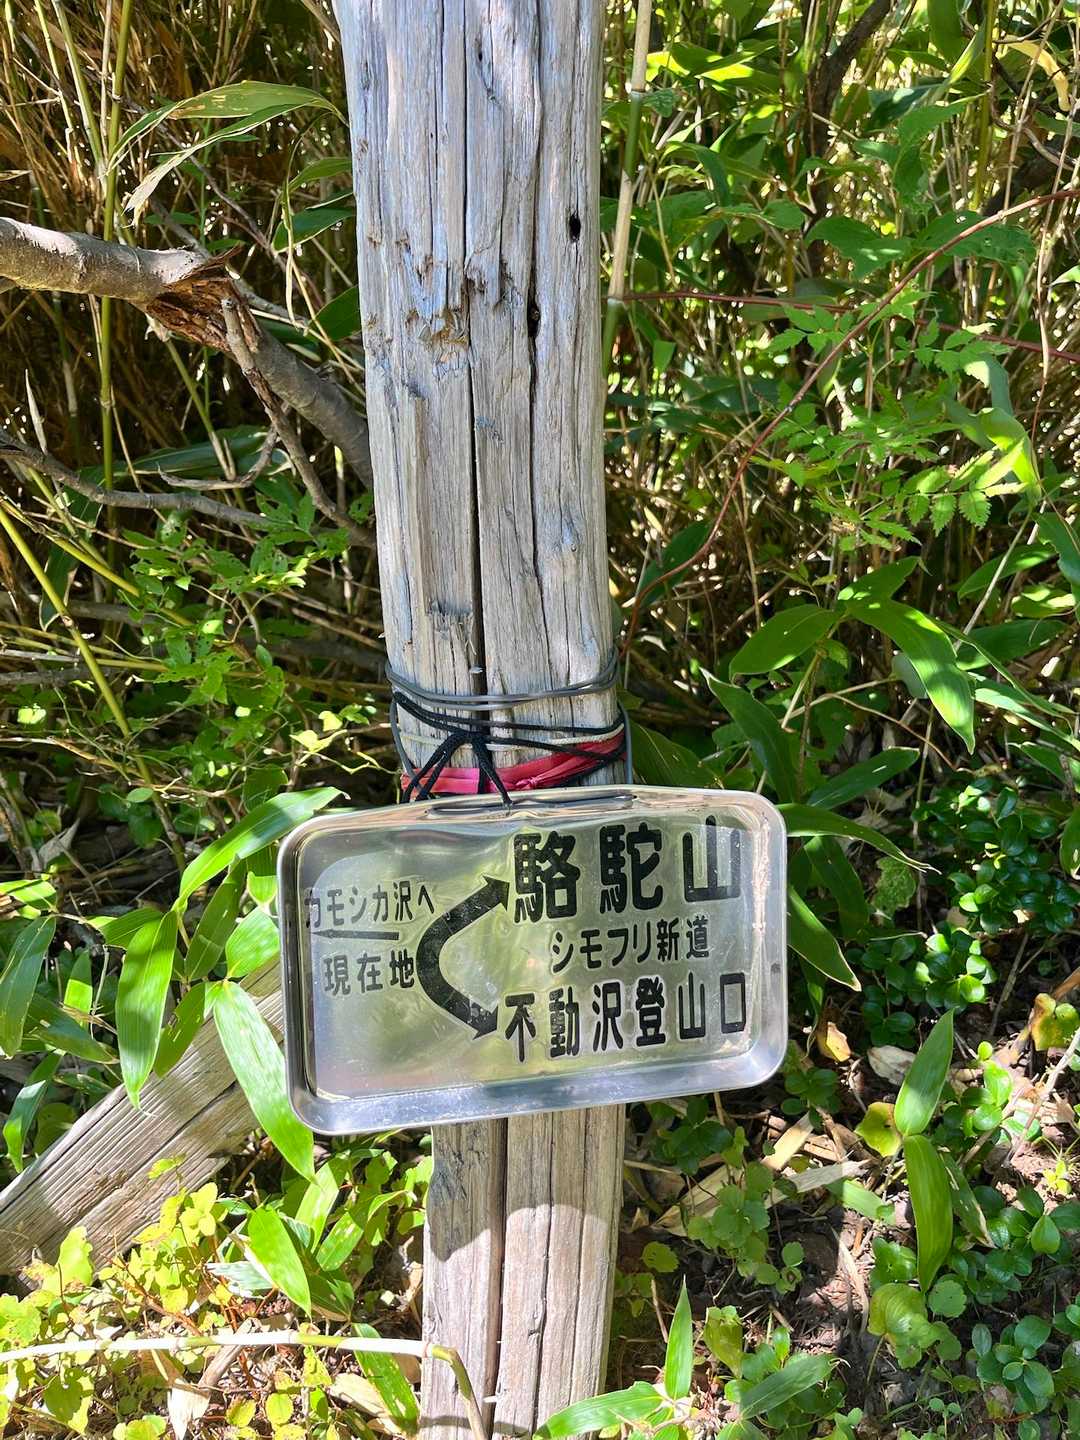 駱駝山
カモシカ沢へ
シモフリ新道
現在地
不動沢登山口